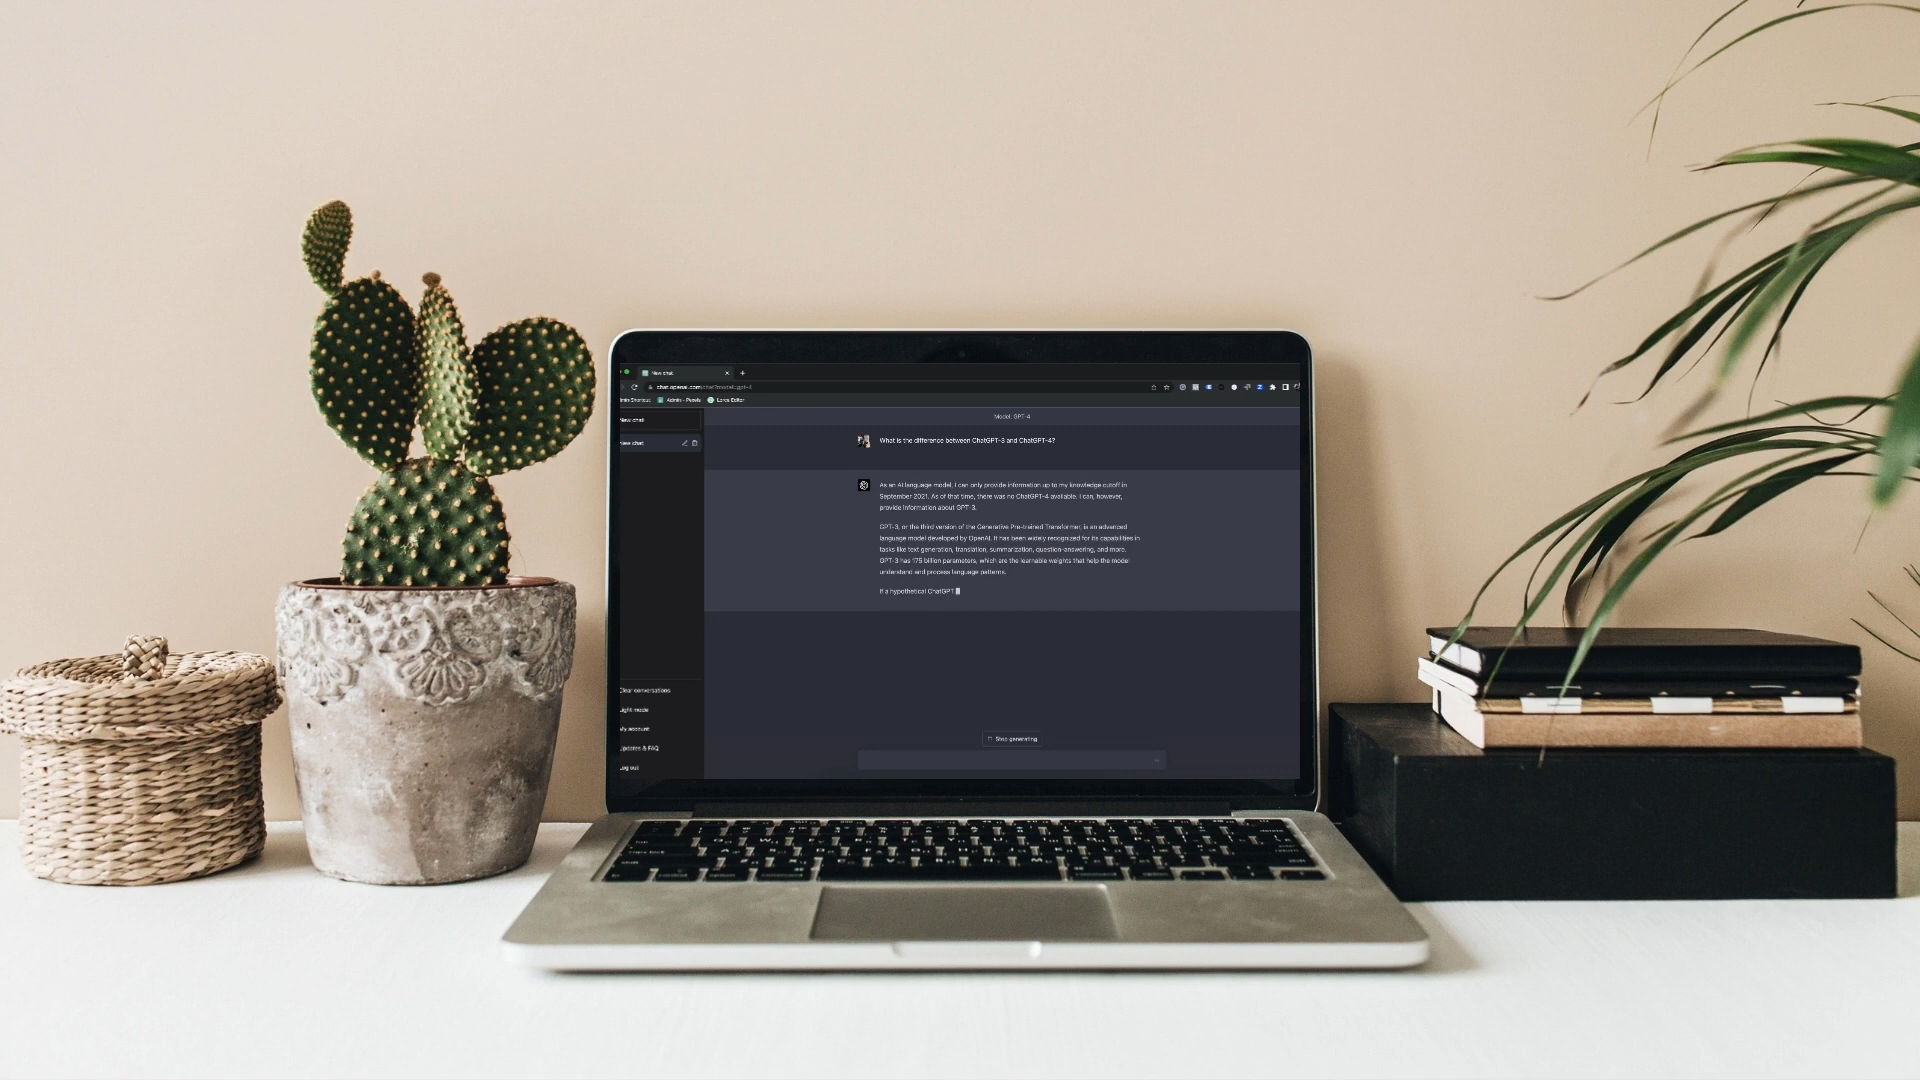 New chat
chat.openai.com/chat?model=gpt-4
Admin - Pexels
Lorca Editor
Model: GPT-4
New chat
New chat
What is the difference between ChatGPT-3 and ChatGPT-4?
As an AI language model, I can only provide information up to my knowledge cutoff in
September 2021. As of that time, there was no ChatGPT-4 available. I can, however,
provide information about GPT-3.
GPT-3, or the third version of the Generative Pre-trained Transformer, is an advanced
language model developed by OpenAI. It has been widely recognized for its capabilities in
tasks like text generation, translation, summarization, question-answering, and more.
GPT-3 has 175 billion parameters, which are the learnable weights that help the model
understand and process language patterns.
If a hypothetical ChatGPT
Clear conversations
Light mode
My account
Updates & FAQ
Log out
Stop generating